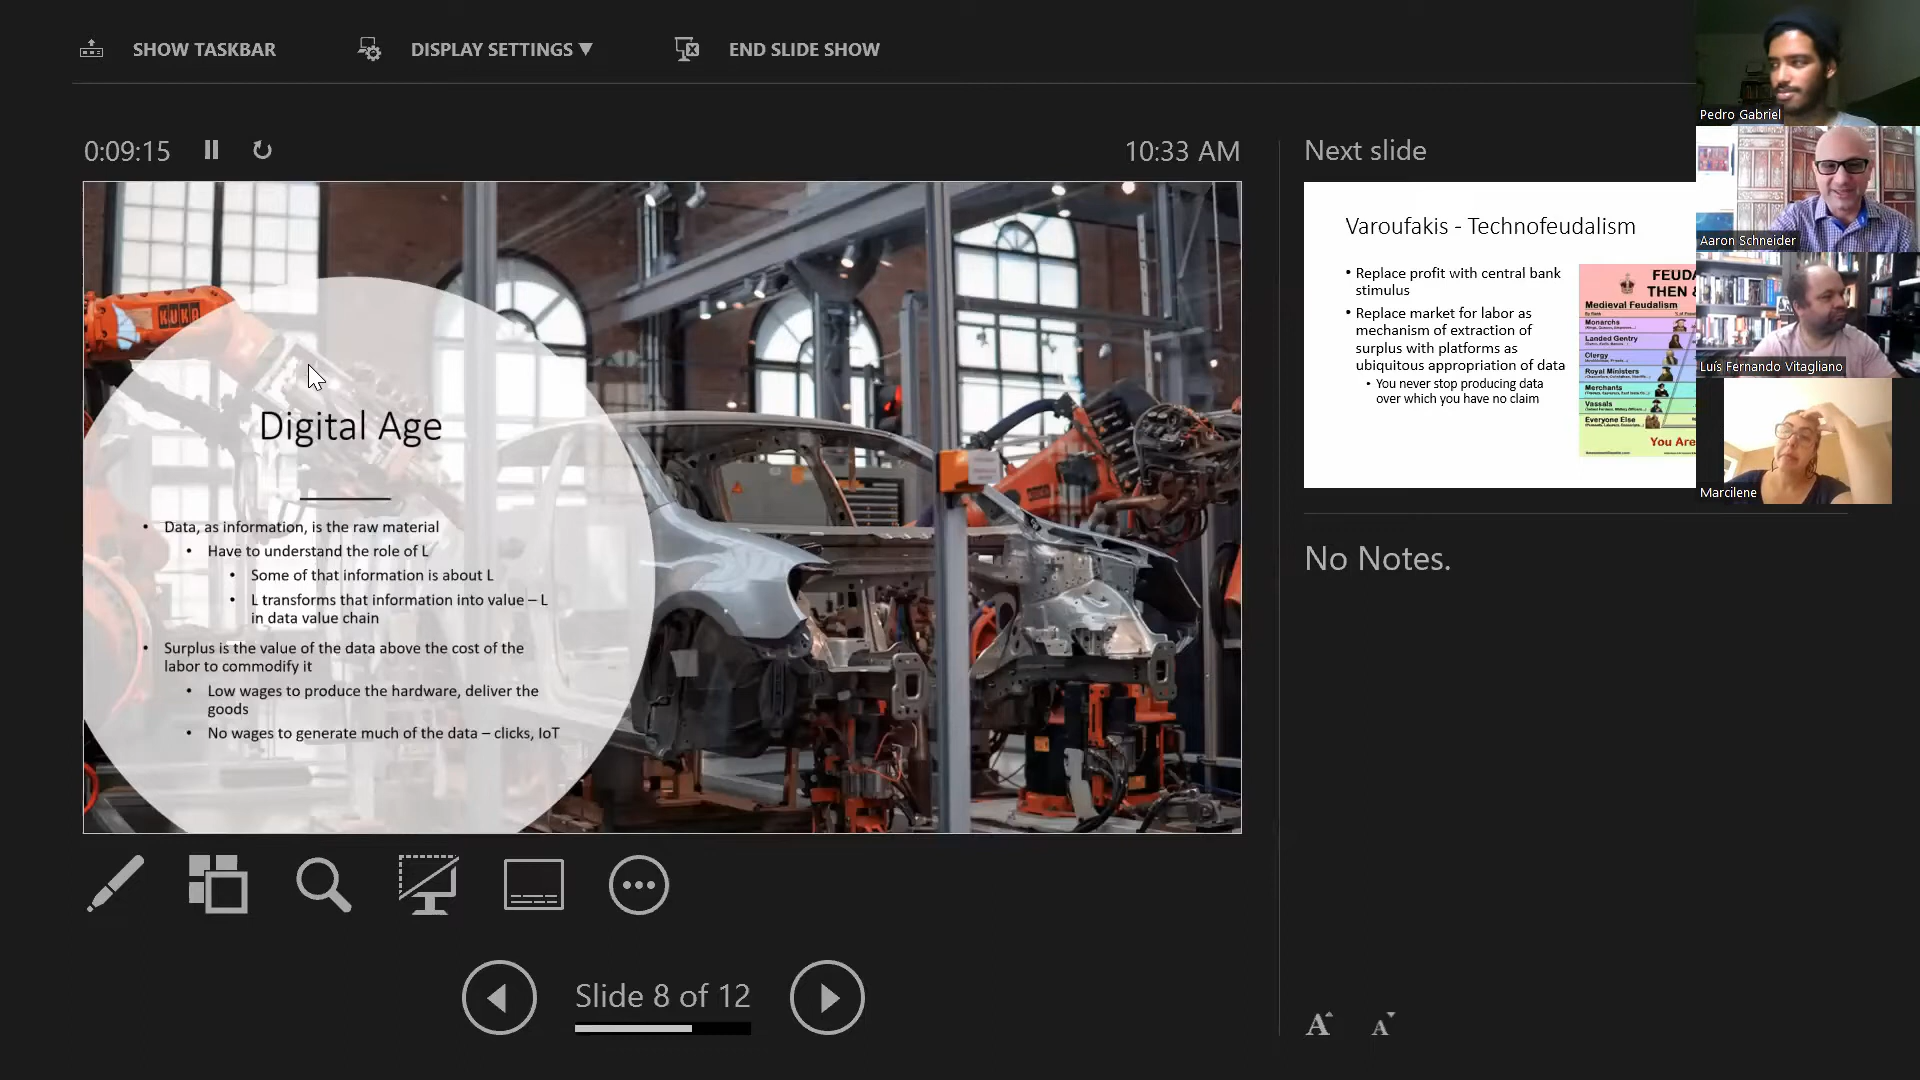 SHOW TASKBAR
DISPLAY SETTINGS ▼
END SLIDE SHOW
0:09:15
10:33 AM
KUKA
Digital Age
• Data, as information, is the raw material
• Have to understand the role of L
• Some of that information is about L
• L transforms that information into value – L
in data value chain
• Surplus is the value of the data above the cost of the
labor to commodify it
• Low wages to produce the hardware, deliver the
goods
• No wages to generate much of the data – clicks, IoT
Slide 8 of 12
Next slide
Varoufakis - Technofeudalism
• Replace profit with central bank
stimulus
• Replace market for labor as
mechanism of extraction of
surplus with platforms as
ubiquitous appropriation of data
• You never stop producing data
over which you have no claim
FEUDA
THEN &
Medieval Feudalism
Monarchs
Landed Gentry
Clergy
Royal Ministers
Merchants
Vassals
Everyone Else
You Are
No Notes.
A
A
Pedro Gabriel
Aaron Schneider
Luís Fernando Vitagliano
Marcilene